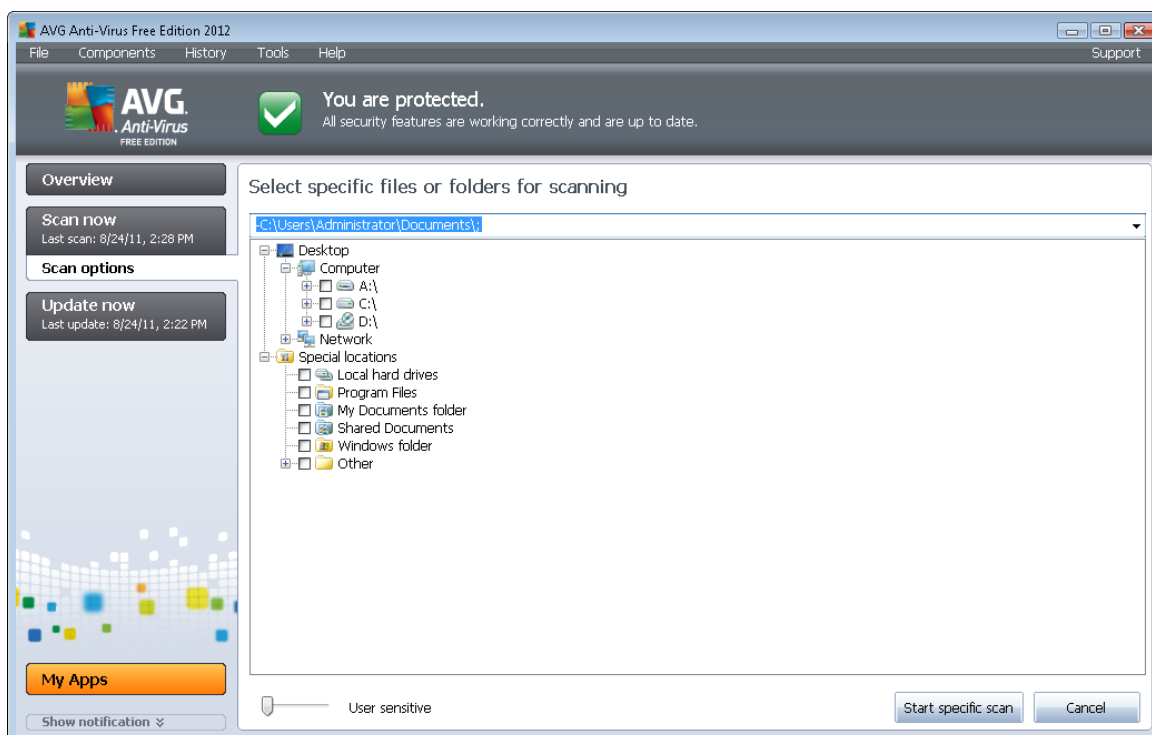 AVG Anti-Virus Free Edition 2012
File Components History Tools Help Support
AVG.
Anti-Virus
FREE EDITION
You are protected.
All security features are working correctly and are up to date.
Overview
Scan now
Last scan: 8/24/11, 2:28 PM
Scan options
Update now
Last update: 8/24/11, 2:22 PM
My Apps
Show notification
Select specific files or folders for scanning
-C:\Users\Administrator\Documents\;
Desktop
Computer
A:\
C:\
D:\
Network
Special locations
Local hard drives
Program Files
My Documents folder
Shared Documents
Windows folder
Other
User sensitive
Start specific scan
Cancel